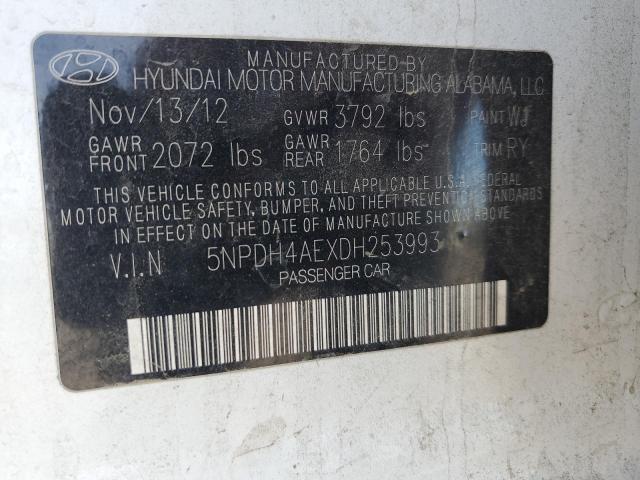 MANUFACTURED BY
HYUNDAI MOTOR MANUFACTURING ALABAMA, LLC
Nov/13/12 GVWR 3792 lbs PAINT WJ
GAWR FRONT 2072 lbs GAWR REAR 1764 lbs TRIM RY
THIS VEHICLE CONFORMS TO ALL APPLICABLE U.S.A. FEDERAL
MOTOR VEHICLE SAFETY, BUMPER, AND THEFT PREVENTION STANDARDS
IN EFFECT ON THE DATE OF MANUFACTURE SHOWN ABOVE.
V.I.N 5NPDH4AEXDH253993
PASSENGER CAR